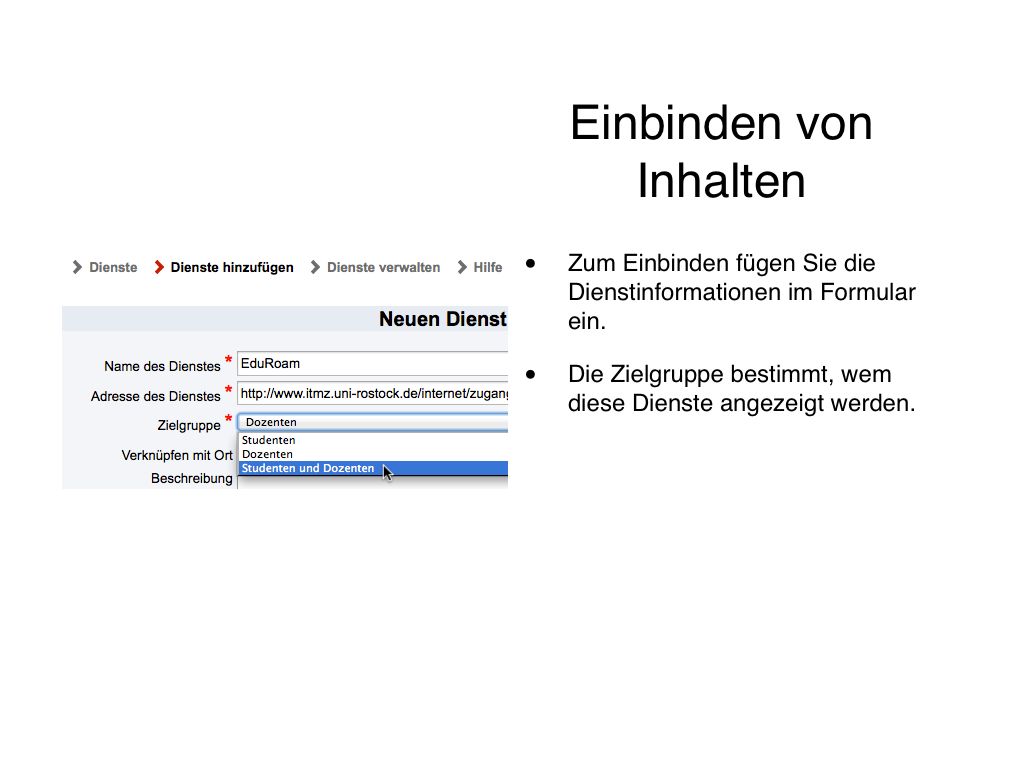 Einbinden von
Inhalten
Dienste Dienste hinzufügen Dienste verwalten Hilfe
Neuen Dienst
Name des Dienstes * EduRoam
Adresse des Dienstes * http://www.itmz.uni-rostock.de/internet/zugang
Zielgruppe * Dozenten
Studenten
Dozenten
Studenten und Dozenten
Verknüpfen mit Ort
Beschreibung
• Zum Einbinden fügen Sie die
Dienstinformationen im Formular
ein.
• Die Zielgruppe bestimmt, wem
diese Dienste angezeigt werden.